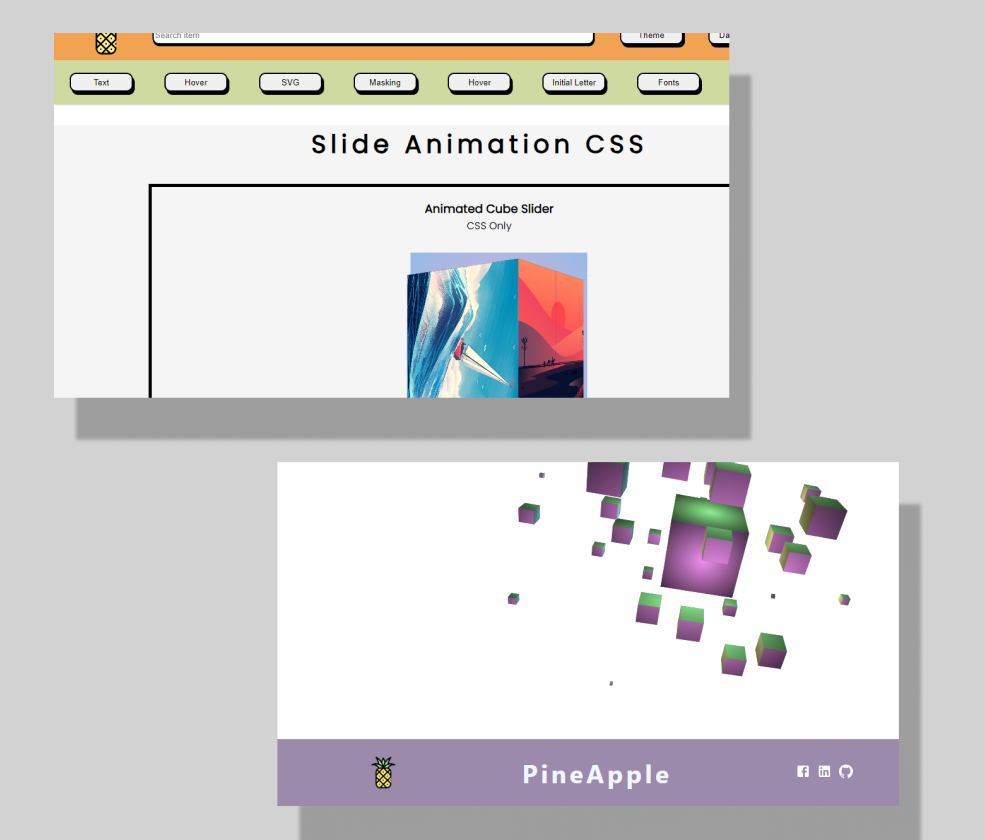 Search item
Theme
Da
Text Hover SVG Masking Hover Initial Letter Fonts
Slide Animation CSS
Animated Cube Slider
CSS Only
PineApple